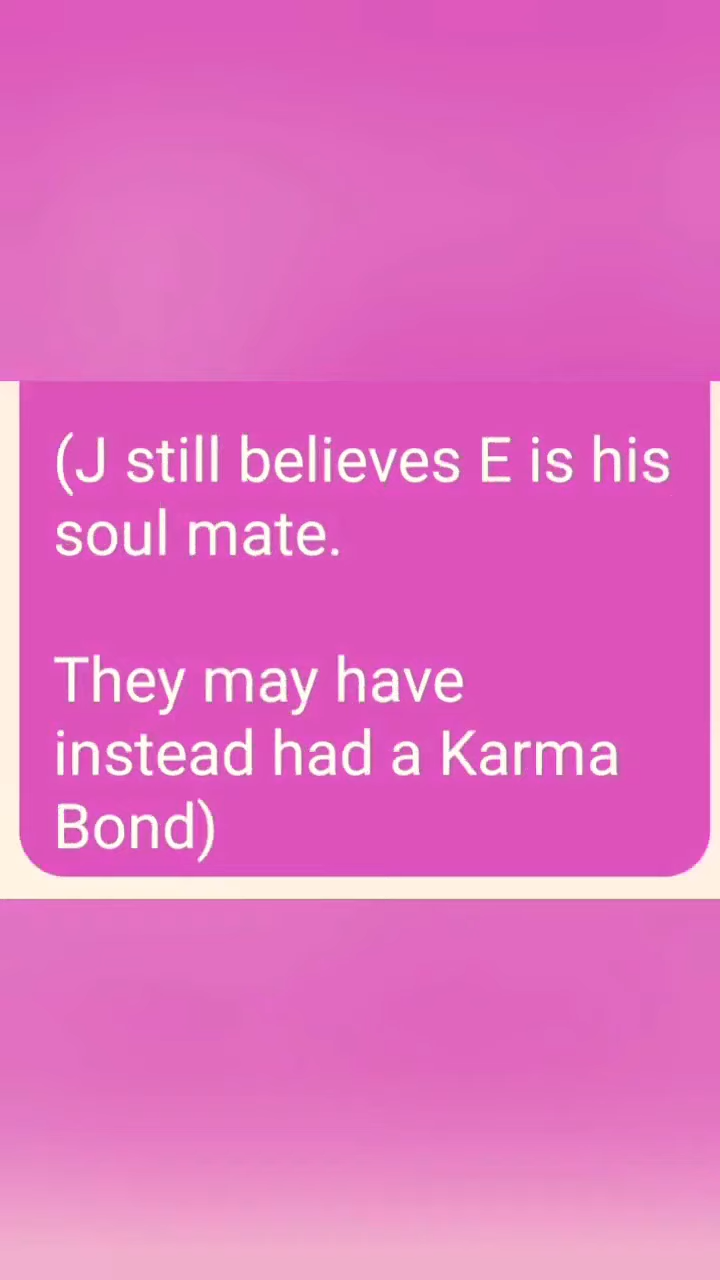 (J still believes E is his
soul mate.
They may have
instead had a Karma
Bond)